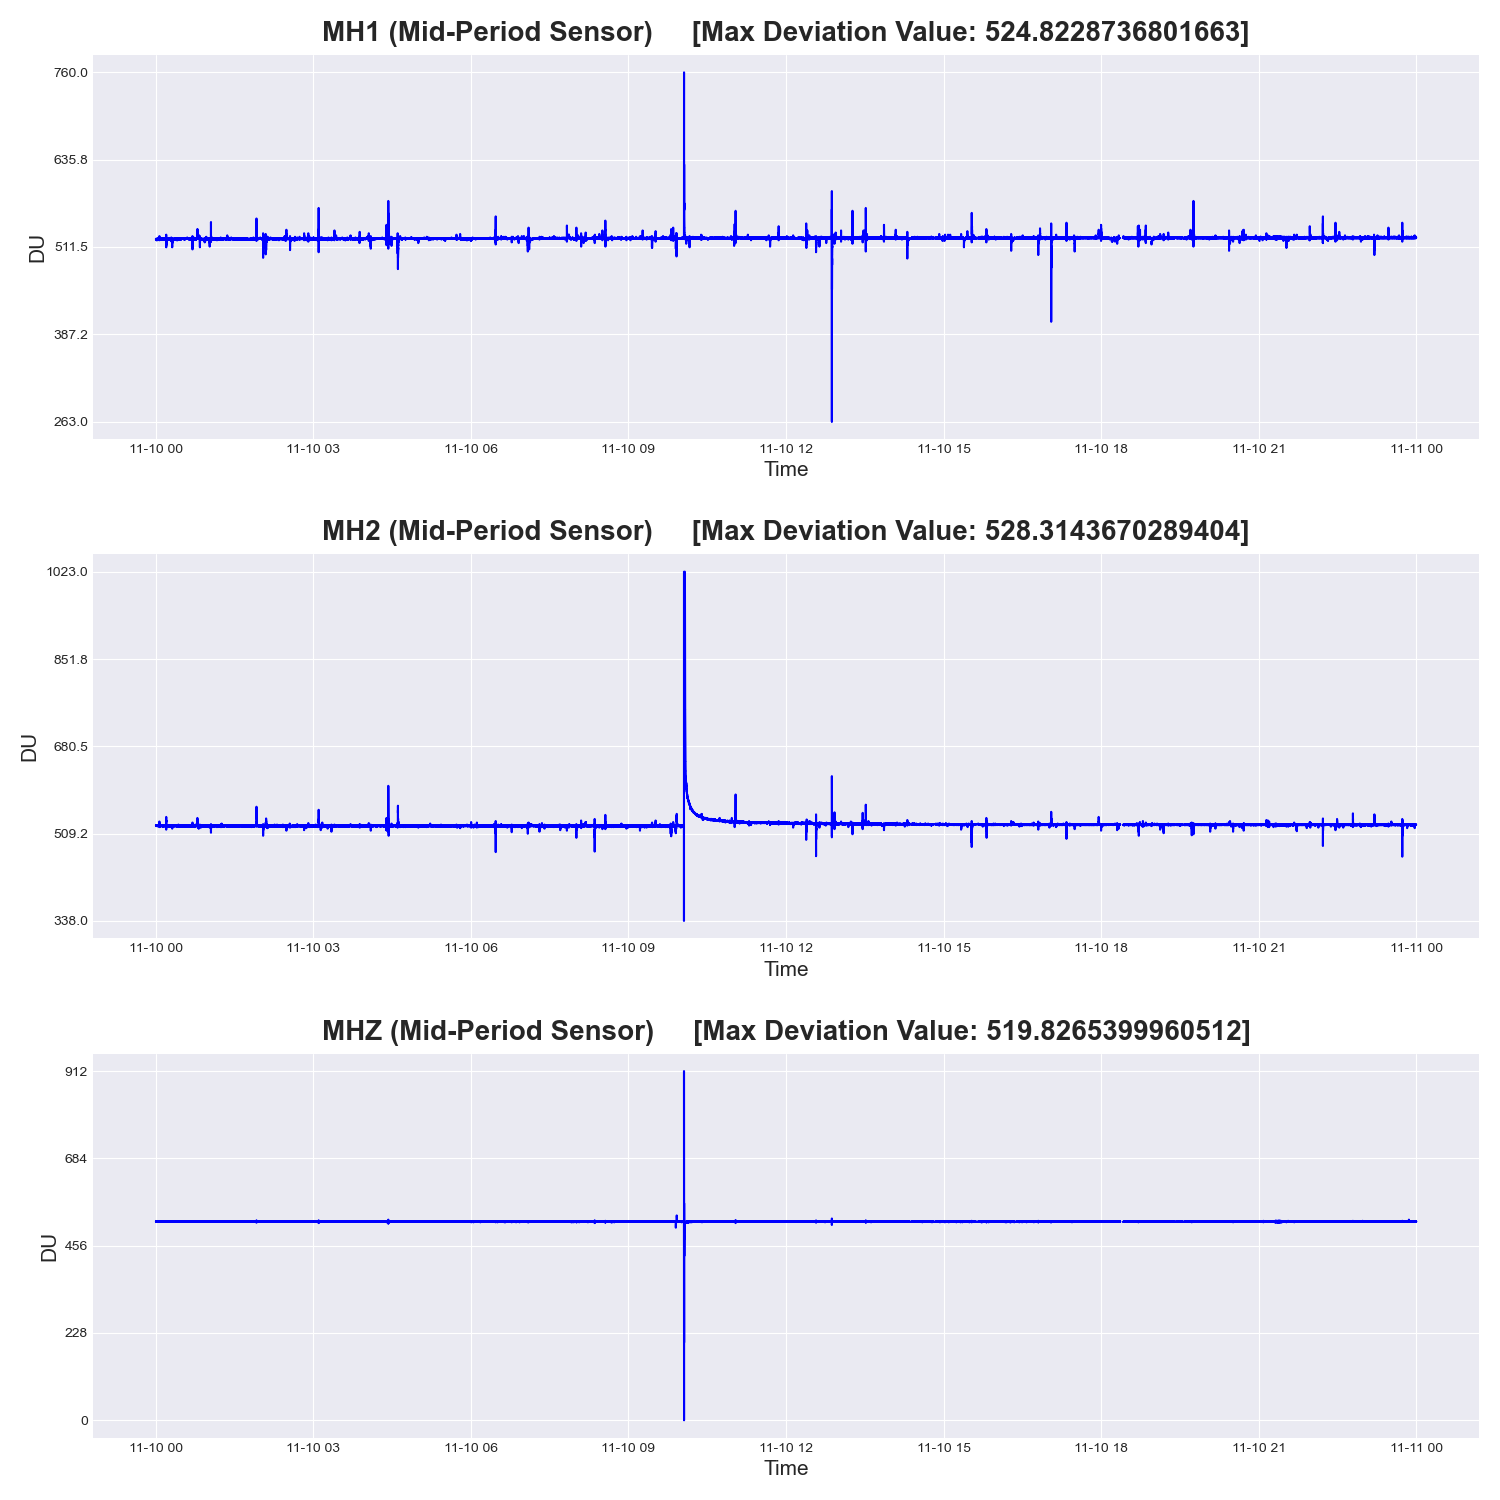 MH1 (Mid-Period Sensor) [Max Deviation Value: 524.8228736801663]
760.0
635.8
511.5
387.2
263.0
DU
11-10 00 11-10 03 11-10 06 11-10 09 11-10 12 11-10 15 11-10 18 11-10 21 11-11 00
Time
MH2 (Mid-Period Sensor) [Max Deviation Value: 528.3143670289404]
1023.0
851.8
680.5
509.2
338.0
DU
11-10 00 11-10 03 11-10 06 11-10 09 11-10 12 11-10 15 11-10 18 11-10 21 11-11 00
Time
MHZ (Mid-Period Sensor) [Max Deviation Value: 519.8265399960512]
912
684
456
228
0
DU
11-10 00 11-10 03 11-10 06 11-10 09 11-10 12 11-10 15 11-10 18 11-10 21 11-11 00
Time